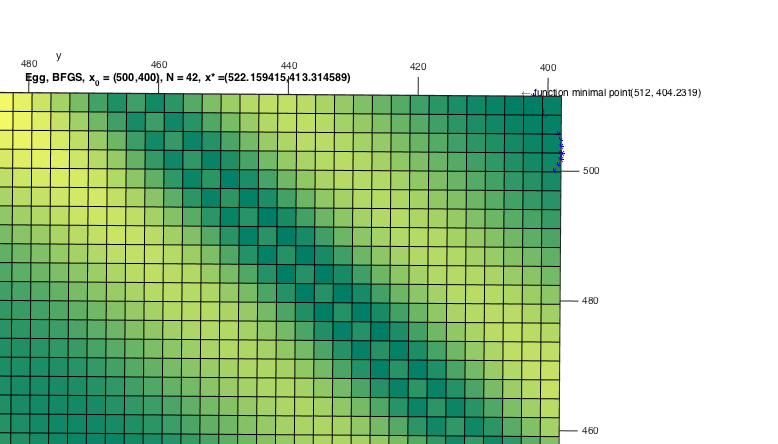 y
480 460 440 420 400
Egg, BFGS, x0 = (500,400), N = 42, x* =(522.159415,413.314589)
←function minimal point(512, 404.2319)
500
480
460